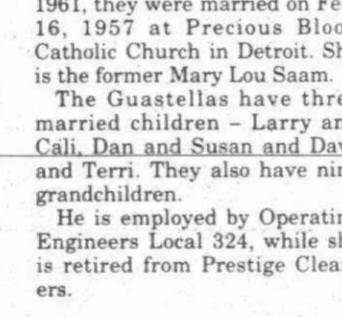 1961, they were married on Fe
16, 1957 at Precious Bloo
Catholic Church in Detroit. Sh
is the former Mary Lou Saam.
The Guastellas have thre
married children – Larry an
Cali, Dan and Susan and Dav
and Terri. They also have nin
grandchildren.
He is employed by Operatin
Engineers Local 324, while sh
is retired from Prestige Clean
ers.